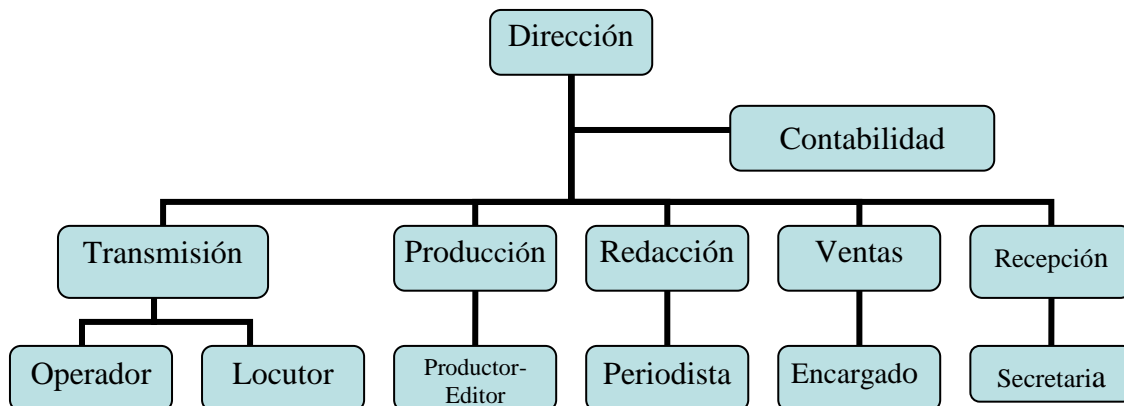 Dirección
Contabilidad
Transmisión
Producción
Redacción
Ventas
Recepción
Operador
Locutor
Productor-
Editor
Periodista
Encargado
Secretaria